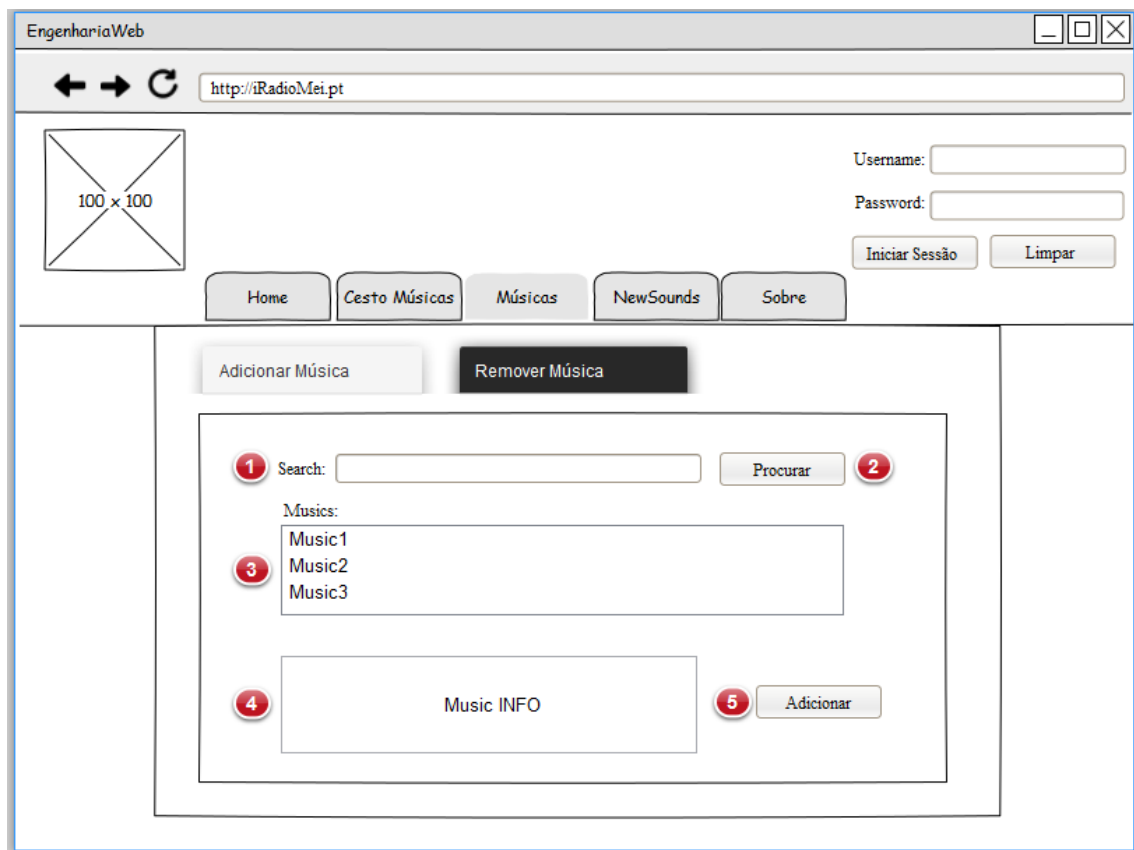 EngenhariaWeb
http://iRadioMei.pt
100 x 100
Username:
Password:
Iniciar Sessão Limpar
Home Cesto Músicas Músicas NewSounds Sobre
Adicionar Música Remover Música
1 Search: Procurar 2
Musics:
Music1
Music2
3
Music3
4 Music INFO 5 Adicionar